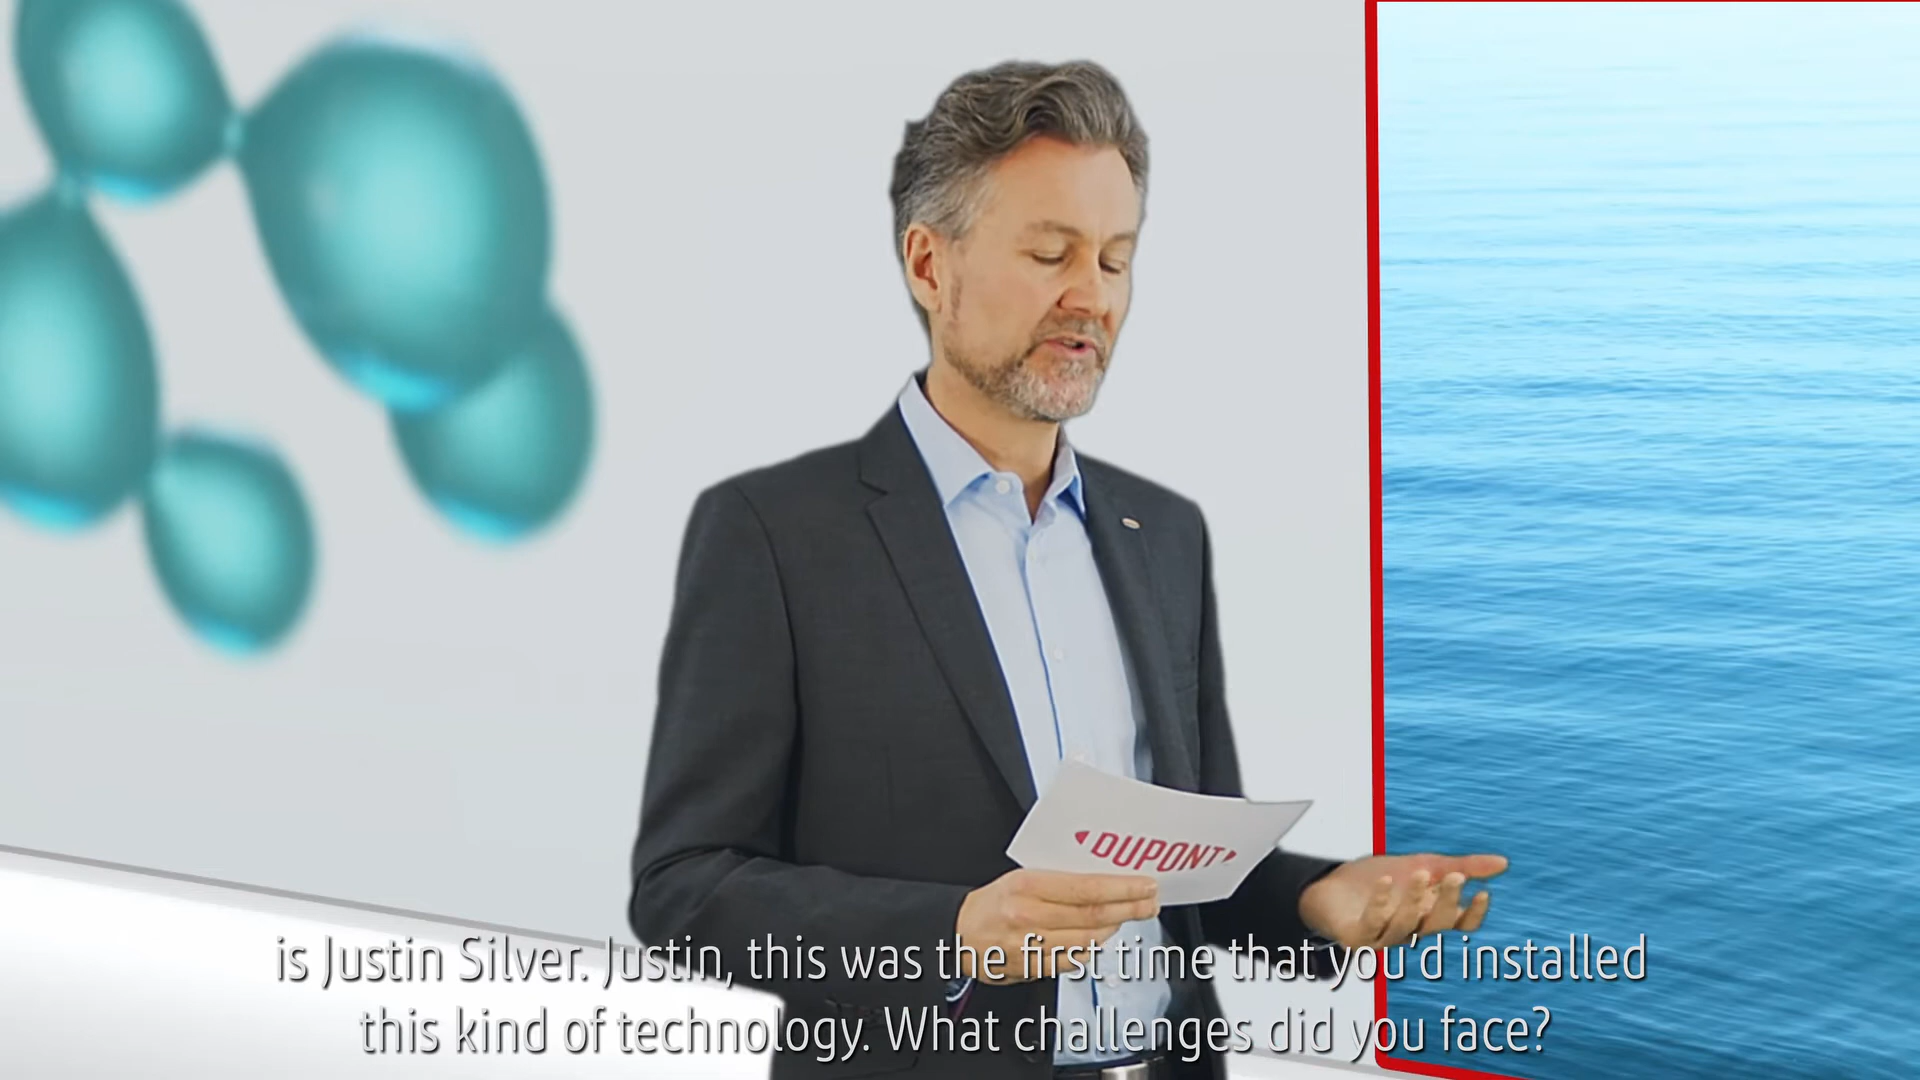 DUPONT
is Justin Silver. Justin, this was the first time that you'd installed
this kind of technology. What challenges did you face?